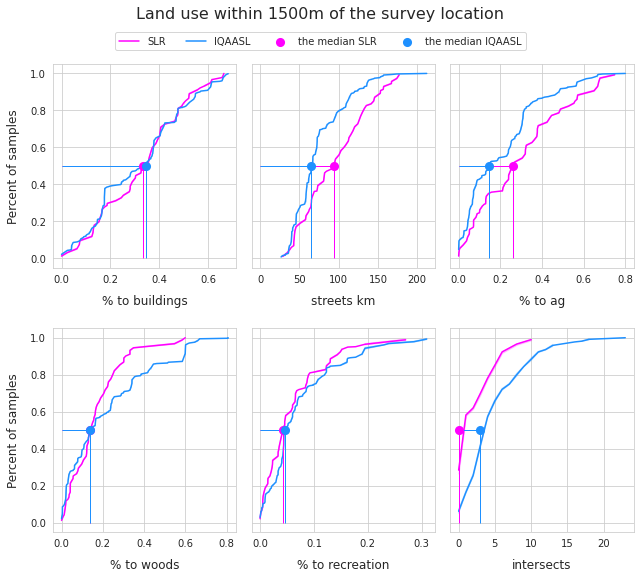 Land use within 1500m of the survey location
SLR IQAASL the median SLR the median IQAASL
Percent of samples
1.0
0.8
0.6
0.4
0.2
0.0
0.0 0.2 0.4 0.6
% to buildings
0 50 100 150 200
streets km
0.0 0.2 0.4 0.6 0.8
% to ag
Percent of samples
1.0
0.8
0.6
0.4
0.2
0.0
0.0 0.2 0.4 0.6 0.8
% to woods
0.0 0.1 0.2 0.3
% to recreation
0 5 10 15 20
intersects